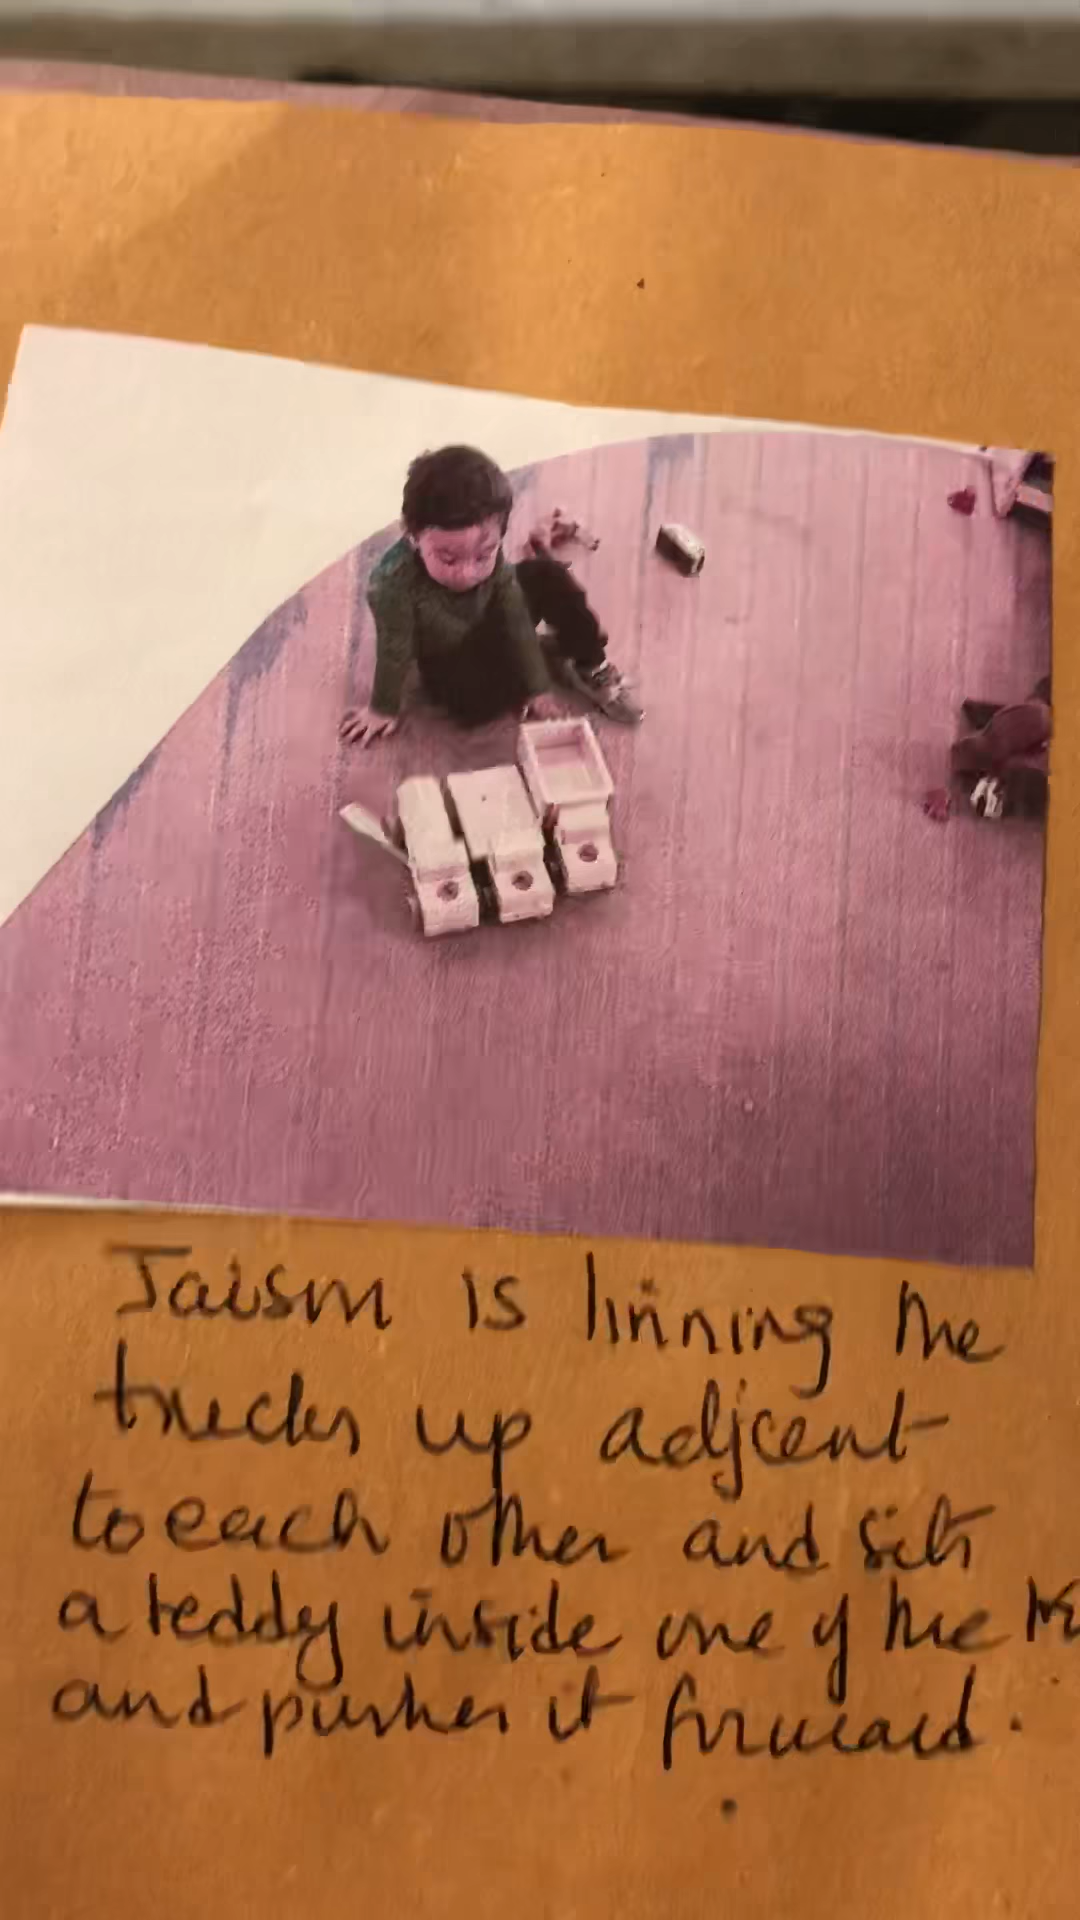 Jaism is linning the
trucks up adjcent
to each other and sits
a teddy inside one of the
and pushes it forward.